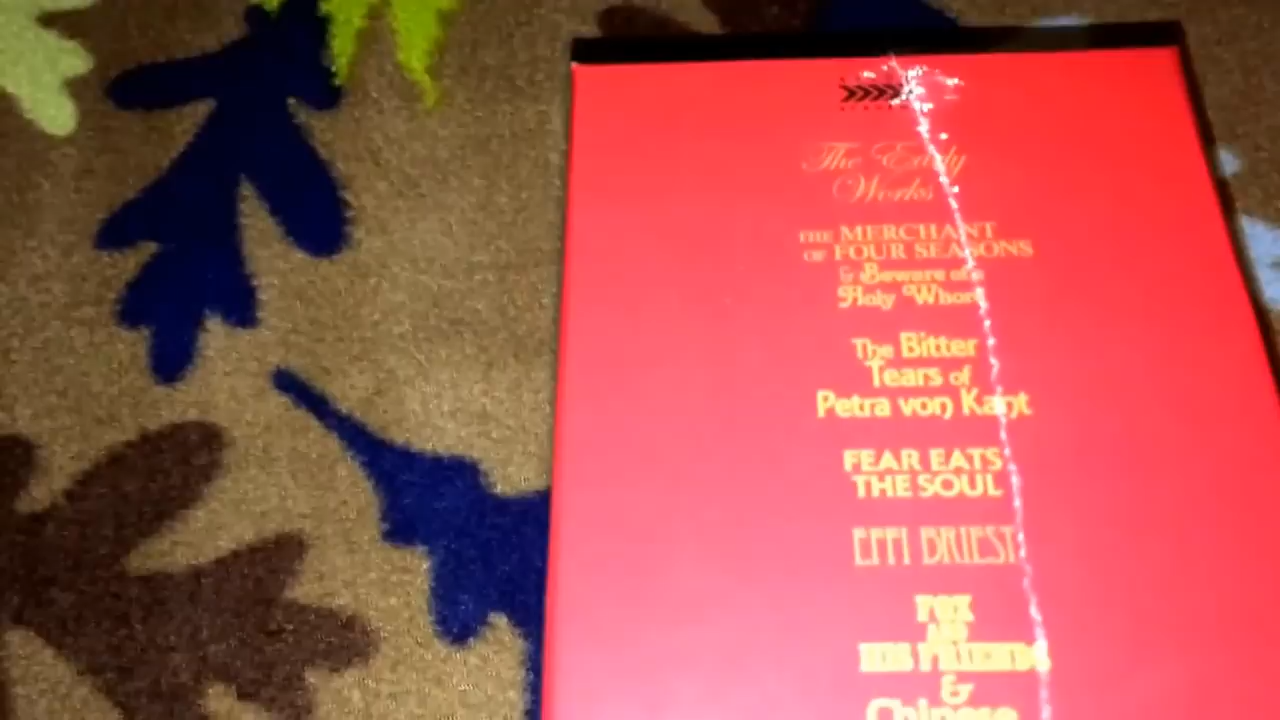 The Early
Works
THE MERCHANT
OF FOUR SEASONS
& Beware of a
Holy Whore
The Bitter
Tears of
Petra von Kant
FEAR EATS
THE SOUL
EFFI BRIEST
FOX
AND
HIS FRIENDS
&
Chinese